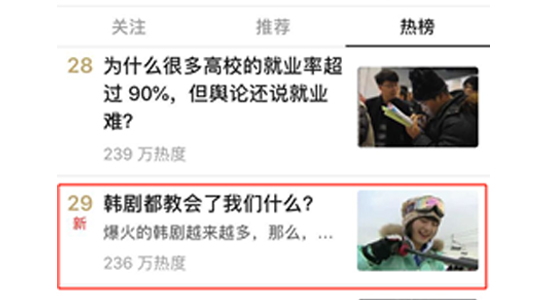 关注 推荐 热榜
28 为什么很多高校的就业率超
过 90%，但舆论还说就业
难？
239 万热度
29 韩剧都教会了我们什么？
新 爆火的韩剧越来越多，那么，...
236 万热度